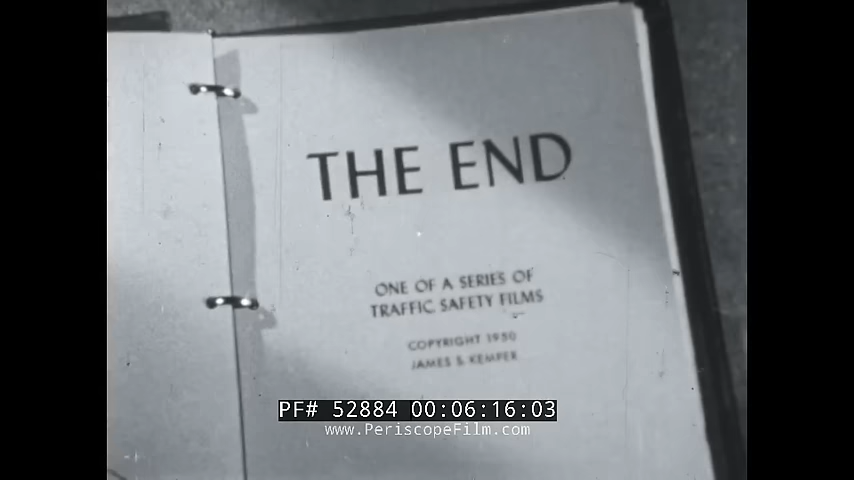 THE END
ONE OF A SERIES OF
TRAFFIC SAFETY FILMS
COPYRIGHT 1950
JAMES S KEMPER
PF# 52884 00:06:16:03
www.PeriscopeFilm.com